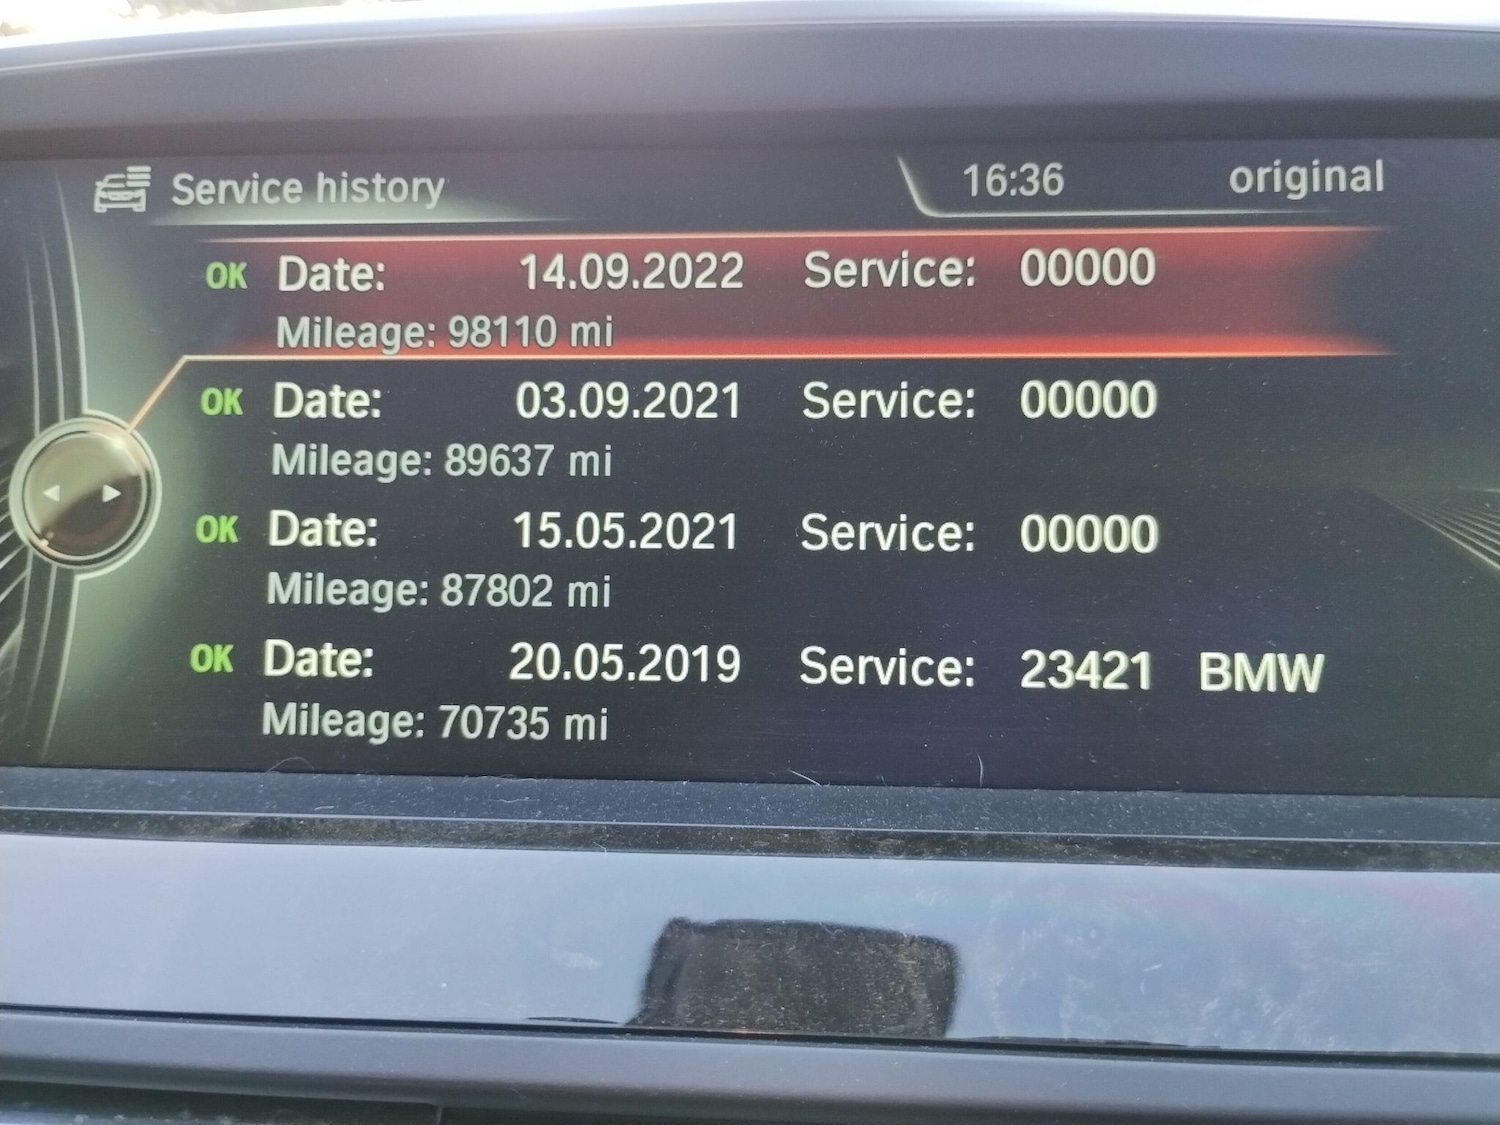 Service history 16:36 original
OK Date: 14.09.2022 Service: 00000
Mileage: 98110 mi
OK Date: 03.09.2021 Service: 00000
Mileage: 89637 mi
OK Date: 15.05.2021 Service: 00000
Mileage: 87802 mi
OK Date: 20.05.2019 Service: 23421 BMW
Mileage: 70735 mi